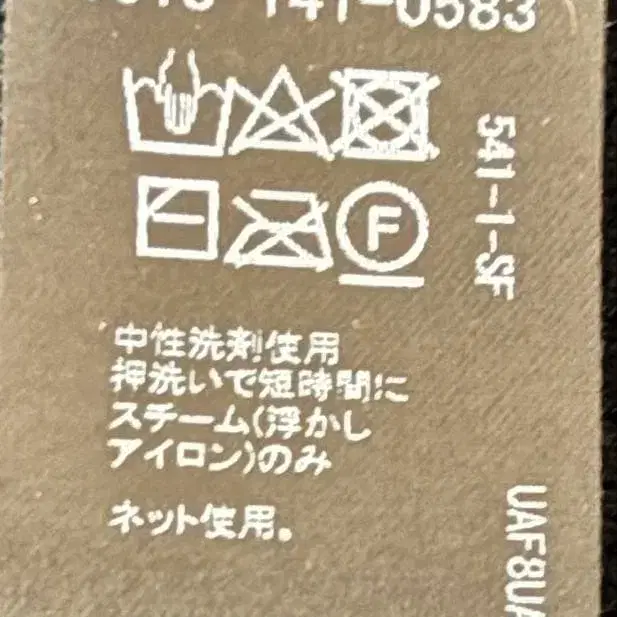 141-0583
F
541-1-SF
中性洗剤使用
押洗いで短時間に
スチーム(浮かし
アイロン)のみ
ネット使用。
UAF8UA